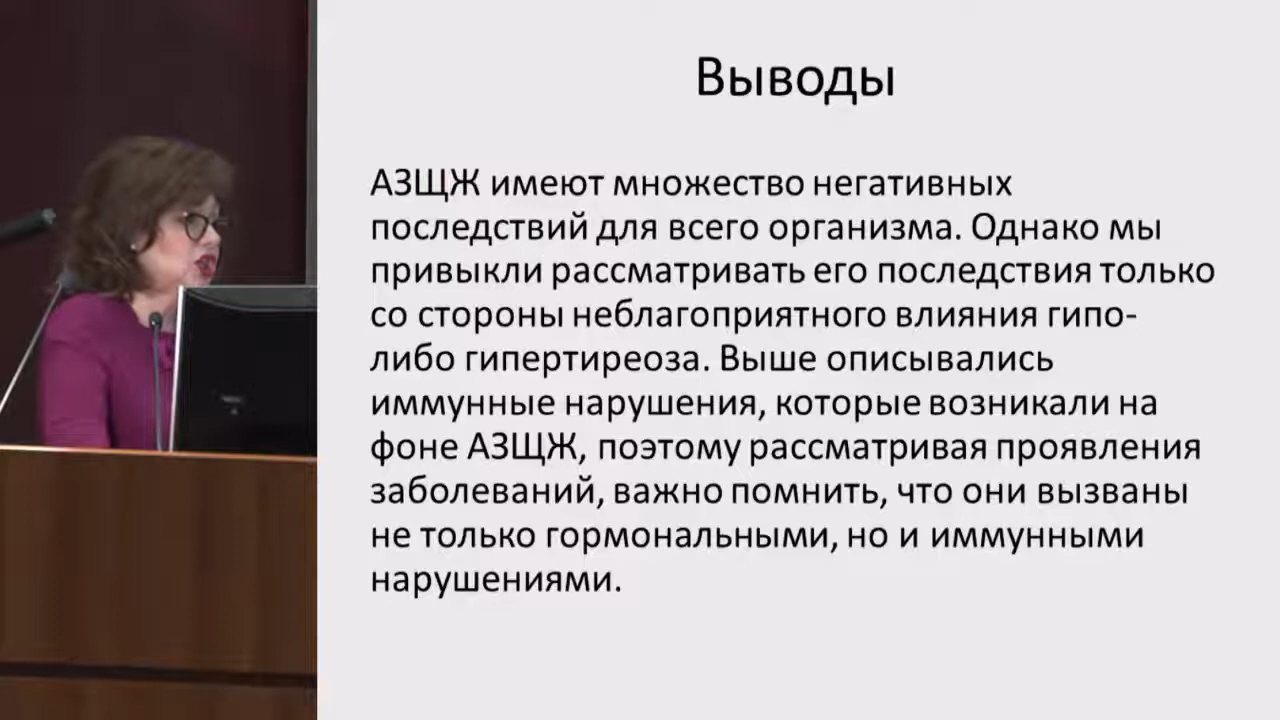 Выводы
АЗЩЖ имеют множество негативных
последствий для всего организма. Однако мы
привыкли рассматривать его последствия только
со стороны неблагоприятного влияния гипо-
либо гипертиреоза. Выше описывались
иммунные нарушения, которые возникали на
фоне АЗЩЖ, поэтому рассматривая проявления
заболеваний, важно помнить, что они вызваны
не только гормональными, но и иммунными
нарушениями.